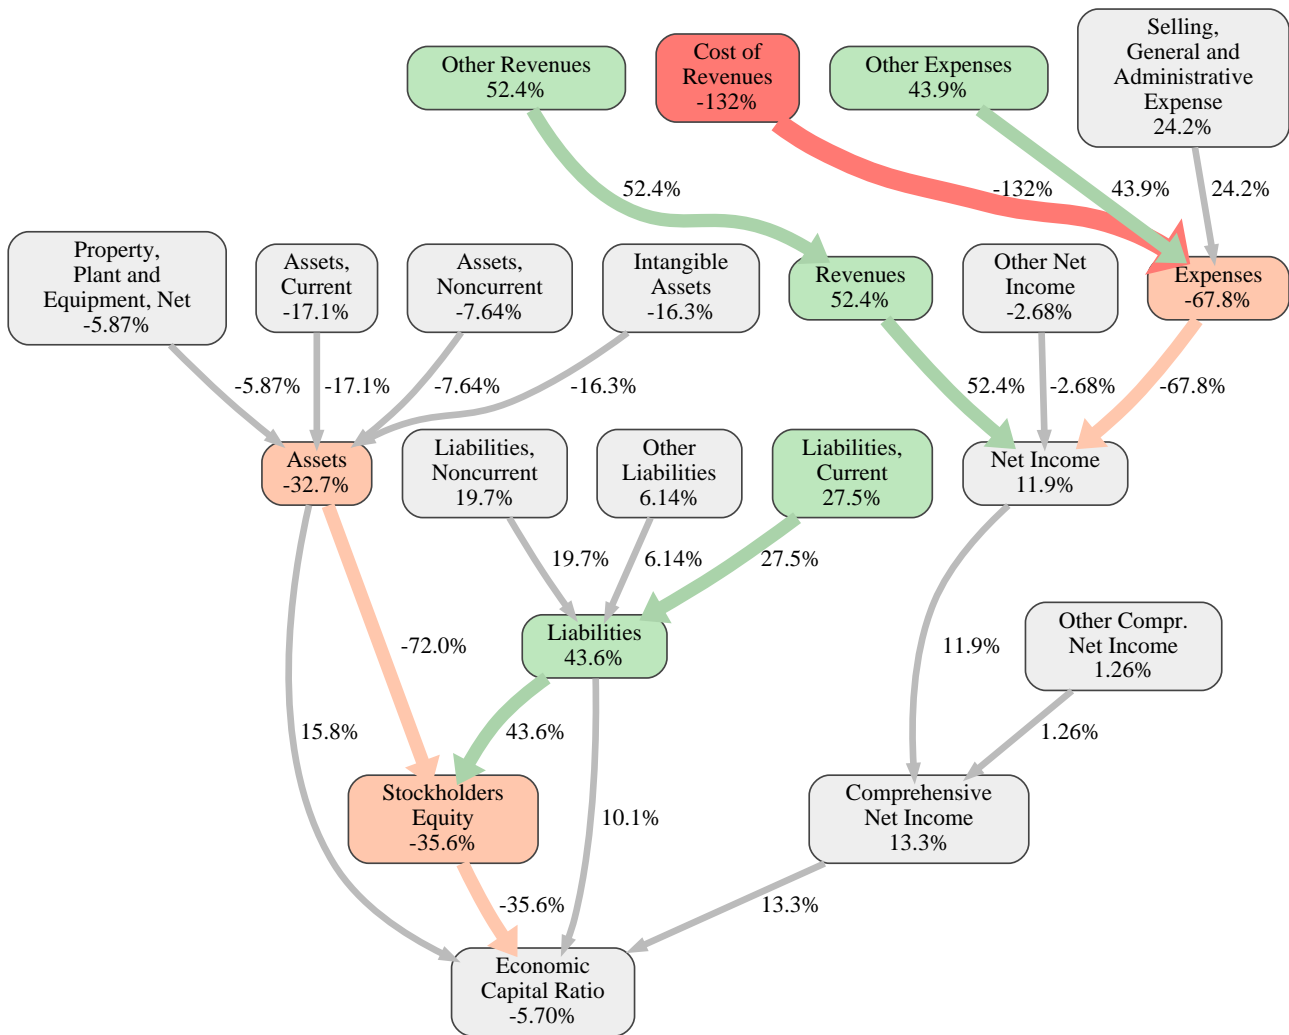 Selling,
General and
Administrative
Expense
24.2%
Other Revenues
52.4%
Cost of
Revenues
-132%
Other Expenses
43.9%
52.4%
-132%
43.9%
24.2%
Property,
Plant and
Equipment, Net
-5.87%
Assets,
Current
-17.1%
Assets,
Noncurrent
-7.64%
Intangible
Assets
-16.3%
Revenues
52.4%
Other Net
Income
-2.68%
Expenses
-67.8%
-5.87%
-17.1%
-7.64%
-16.3%
52.4%
-2.68%
-67.8%
Assets
-32.7%
Liabilities,
Noncurrent
19.7%
Other
Liabilities
6.14%
Liabilities,
Current
27.5%
Net Income
11.9%
19.7%
6.14%
27.5%
Liabilities
43.6%
-72.0%
11.9%
Other Compr.
Net Income
1.26%
15.8%
43.6%
1.26%
Stockholders
Equity
-35.6%
10.1%
Comprehensive
Net Income
13.3%
-35.6%
13.3%
Economic
Capital Ratio
-5.70%